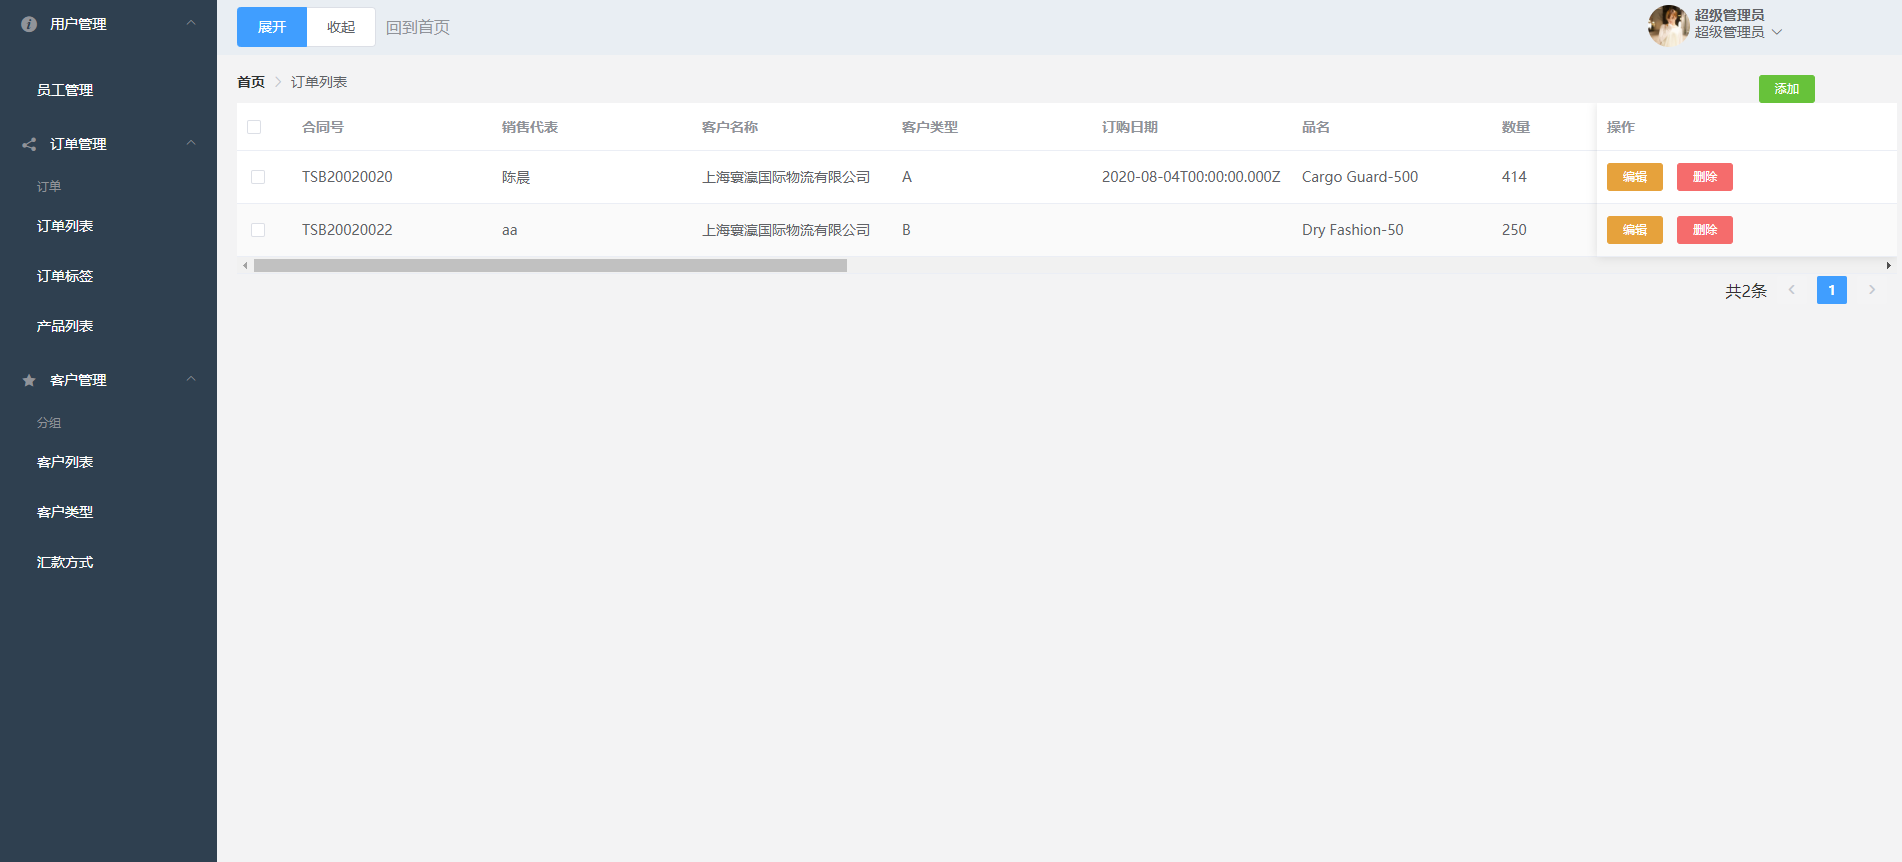 用户管理
员工管理
订单管理
订单
订单列表
订单标签
产品列表
客户管理
分组
客户列表
客户类型
汇款方式
展开 收起 回到首页
超级管理员
超级管理员
首页 订单列表
添加
合同号 销售代表 客户名称 客户类型 订购日期 品名 数量 操作
TSB20020020 陈晨 上海寰瀛国际物流有限公司 A 2020-08-04T00:00:00.000Z Cargo Guard-500 414 编辑 删除
TSB20020022 aa 上海寰瀛国际物流有限公司 B Dry Fashion-50 250 编辑 删除
共2条 1